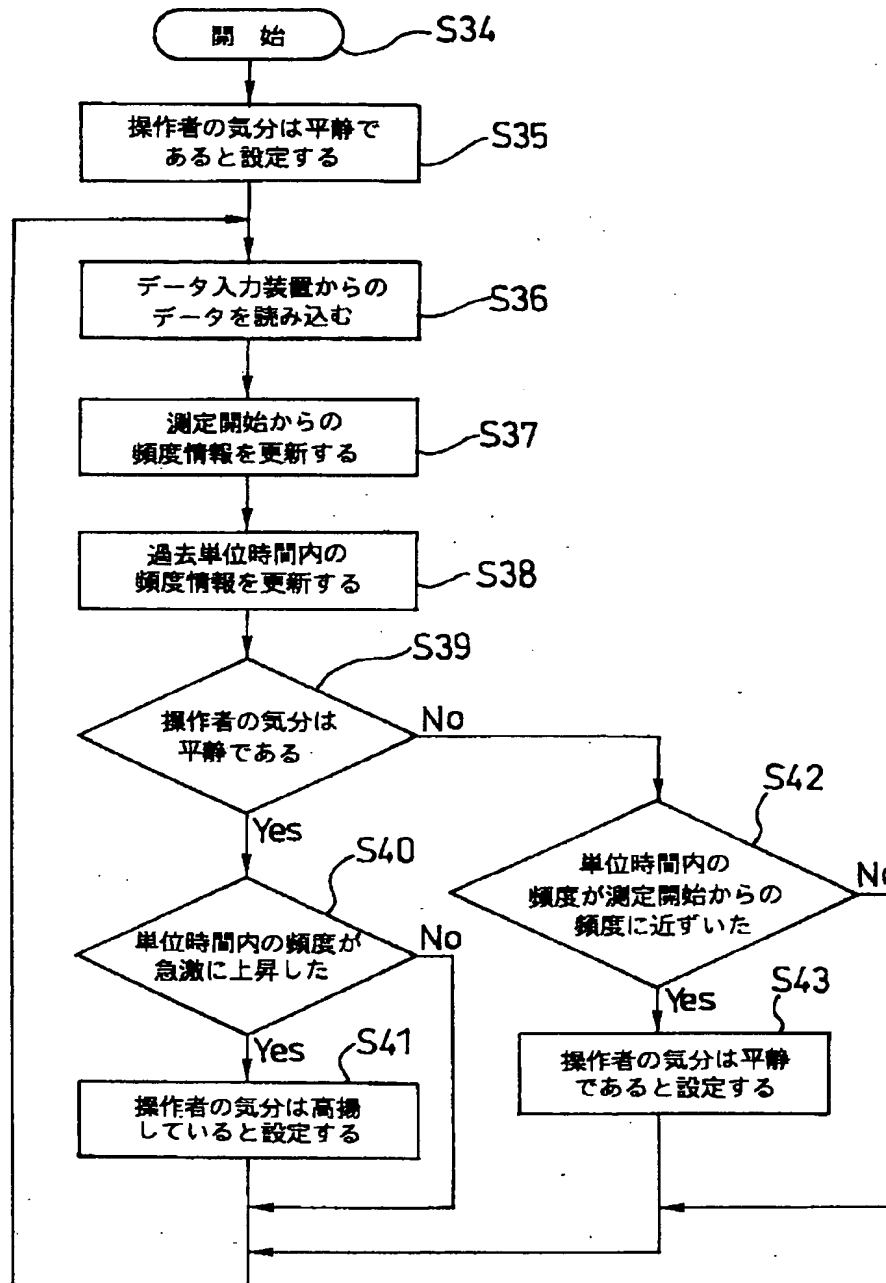 開 始
S34
操作者の気分は平静で
あると設定する
S35
データ入力装置からの
データを読み込む
S36
測定開始からの
頻度情報を更新する
S37
過去単位時間内の
頻度情報を更新する
S38
S39
操作者の気分は
平静である
No
Yes
S40
単位時間内の頻度が
急激に上昇した
No
Yes
S41
操作者の気分は高揚
していると設定する
S42
単位時間内の
頻度が測定開始からの
頻度に近ずいた
No
Yes
S43
操作者の気分は平静
であると設定する